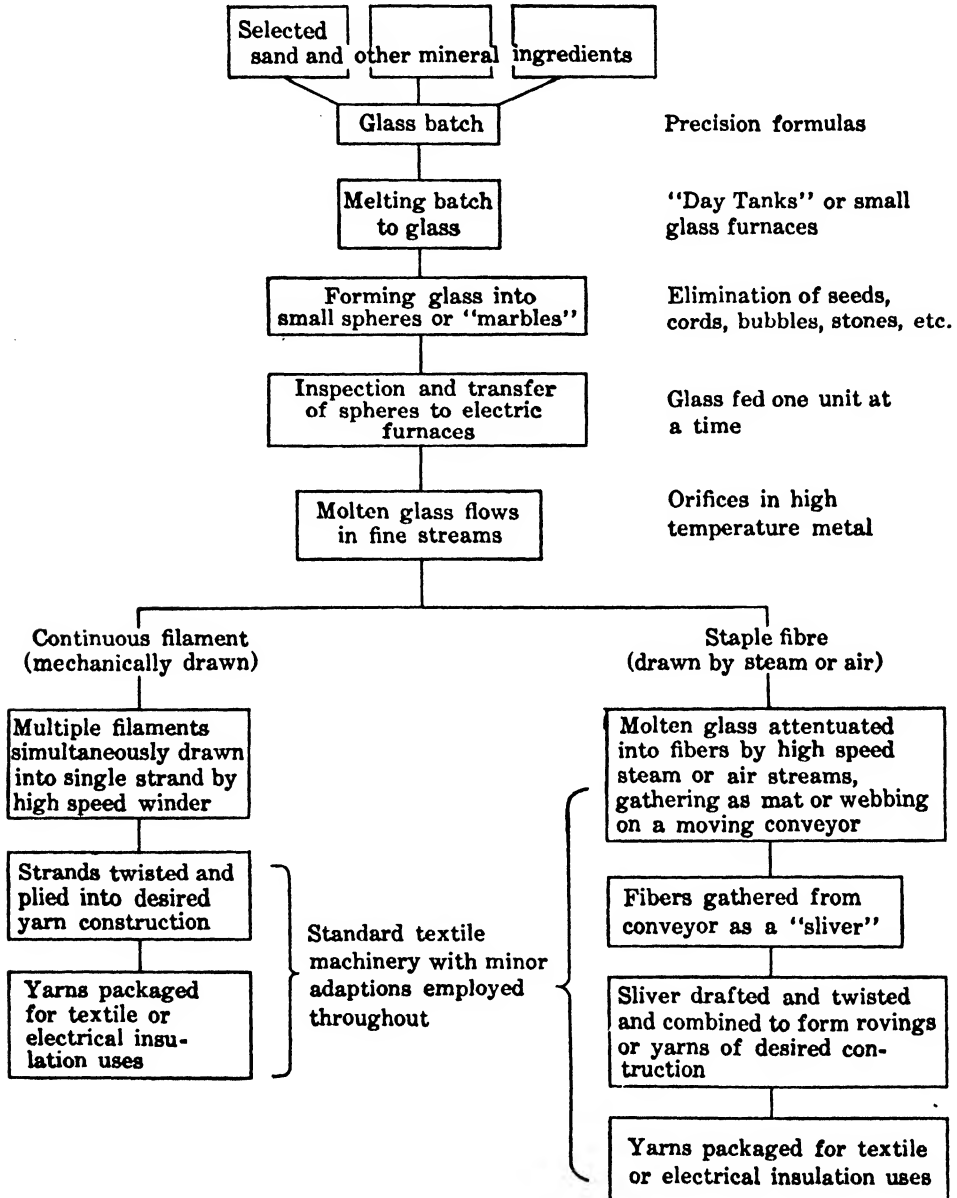 Selected
sand and other mineral ingredients
Glass batch
Precision formulas
Melting batch
to glass
"Day Tanks" or small
glass furnaces
Forming glass into
small spheres or "marbles"
Elimination of seeds,
cords, bubbles, stones, etc.
Inspection and transfer
of spheres to electric
furnaces
Glass fed one unit at
a time
Molten glass flows
in fine streams
Orifices in high
temperature metal
Continuous filament
(mechanically drawn)
Multiple filaments
simultaneously drawn
into single strand by
high speed winder
Strands twisted and
plied into desired
yarn construction
Yarns packaged
for textile or
electrical insu-
lation uses
Standard textile
machinery with minor
adaptions employed
throughout
Staple fibre
(drawn by steam or air)
Molten glass attentuated
into fibers by high speed
steam or air streams,
gathering as mat or webbing
on a moving conveyor
Fibers gathered from
conveyor as a "sliver"
Sliver drafted and twisted
and combined to form rovings
or yarns of desired con-
truction
Yarns packaged for textile
or electrical insulation uses